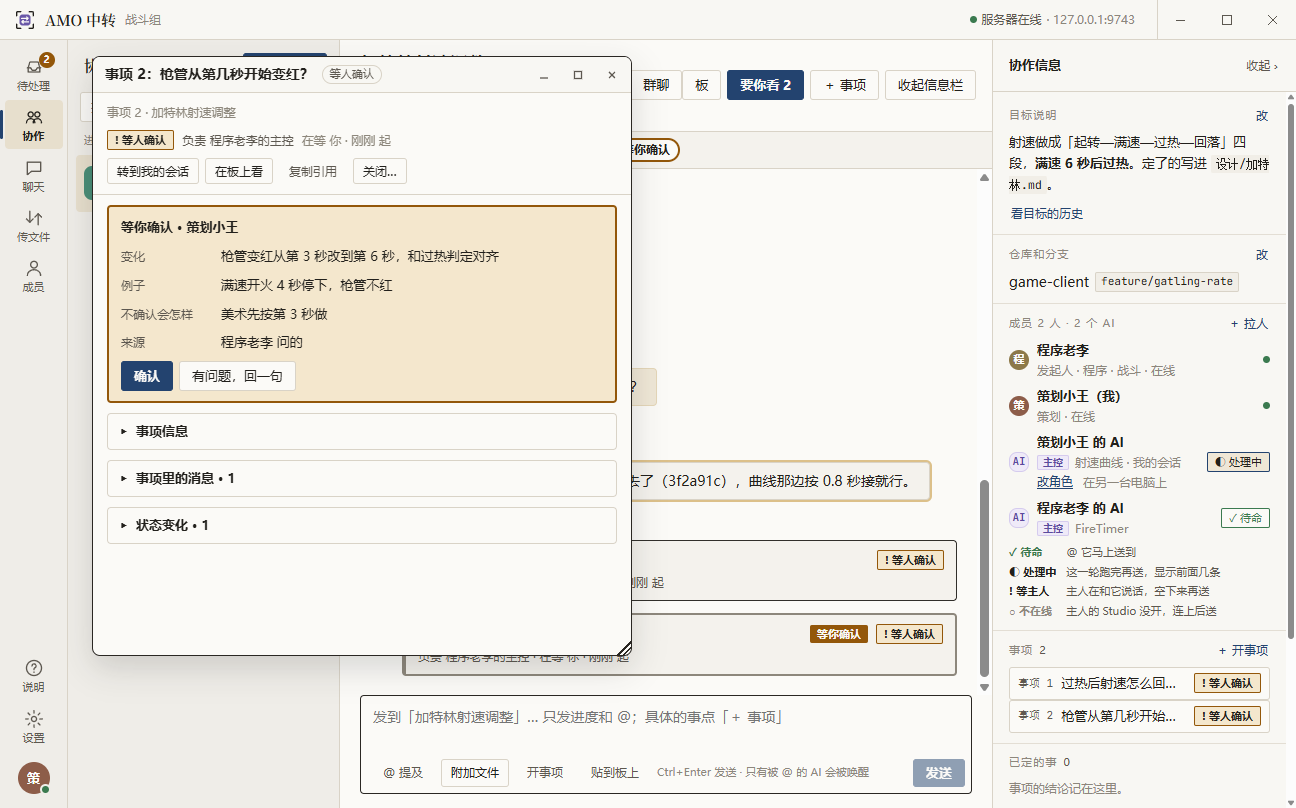 AMO 中转 战斗组
服务器在线 · 127.0.0.1:9743
2
待处理
协作
聊天
传文件
成员
说明
设置
策
群聊 板 要你看 2 + 事项 收起信息栏
事项 2：枪管从第几秒开始变红？ 等人确认
事项 2 · 加特林射速调整
! 等人确认 负责 程序老李的主控 在等 你 · 刚刚 起
转到我的会话 在板上看 复制引用 关闭...
等你确认 • 策划小王
变化 枪管变红从第 3 秒改到第 6 秒，和过热判定对齐
例子 满速开火 4 秒停下，枪管不红
不确认会怎样 美术先按第 3 秒做
来源 程序老李 问的
确认 有问题，回一句
▸ 事项信息
▸ 事项里的消息 • 1
▸ 状态变化 • 1
确认
？
去了（3f2a91c），曲线那边按 0.8 秒接就行。
! 等人确认
刚刚 起
等你确认 ! 等人确认
负责 程序老李的主控 · 在等 你 · 刚刚 起
发到「加特林射速调整」... 只发进度和 @；具体的事点「+ 事项」
@ 提及 附加文件 开事项 贴到板上 Ctrl+Enter 发送 · 只有被 @ 的 AI 会被唤醒 发送
协作信息 收起 ›
目标说明 改
射速做成「起转—满速—过热—回落」四
段，满速 6 秒后过热。定了的写进 设计/加特
林.md 。
看目标的历史
仓库和分支 改
game-client feature/gatling-rate
成员 2 人 · 2 个 AI + 拉人
程 程序老李
发起人 · 程序 · 战斗 · 在线
策 策划小王（我）
策划 · 在线
策划小王 的 AI
AI 主控 射速曲线 · 我的会话 ◐ 处理中
改角色 在另一台电脑上
程序老李 的 AI
AI 主控 FireTimer ✓ 待命
✓ 待命 @ 它马上送到
◐ 处理中 这一轮跑完再送，显示前面几条
! 等主人 主人在和它说话，空下来再送
○ 不在线 主人的 Studio 没开，连上后送
事项 2 + 开事项
事项 1 过热后射速怎么回... ! 等人确认
事项 2 枪管从第几秒开始... ! 等人确认
已定的事 0
事项的结论记在这里。